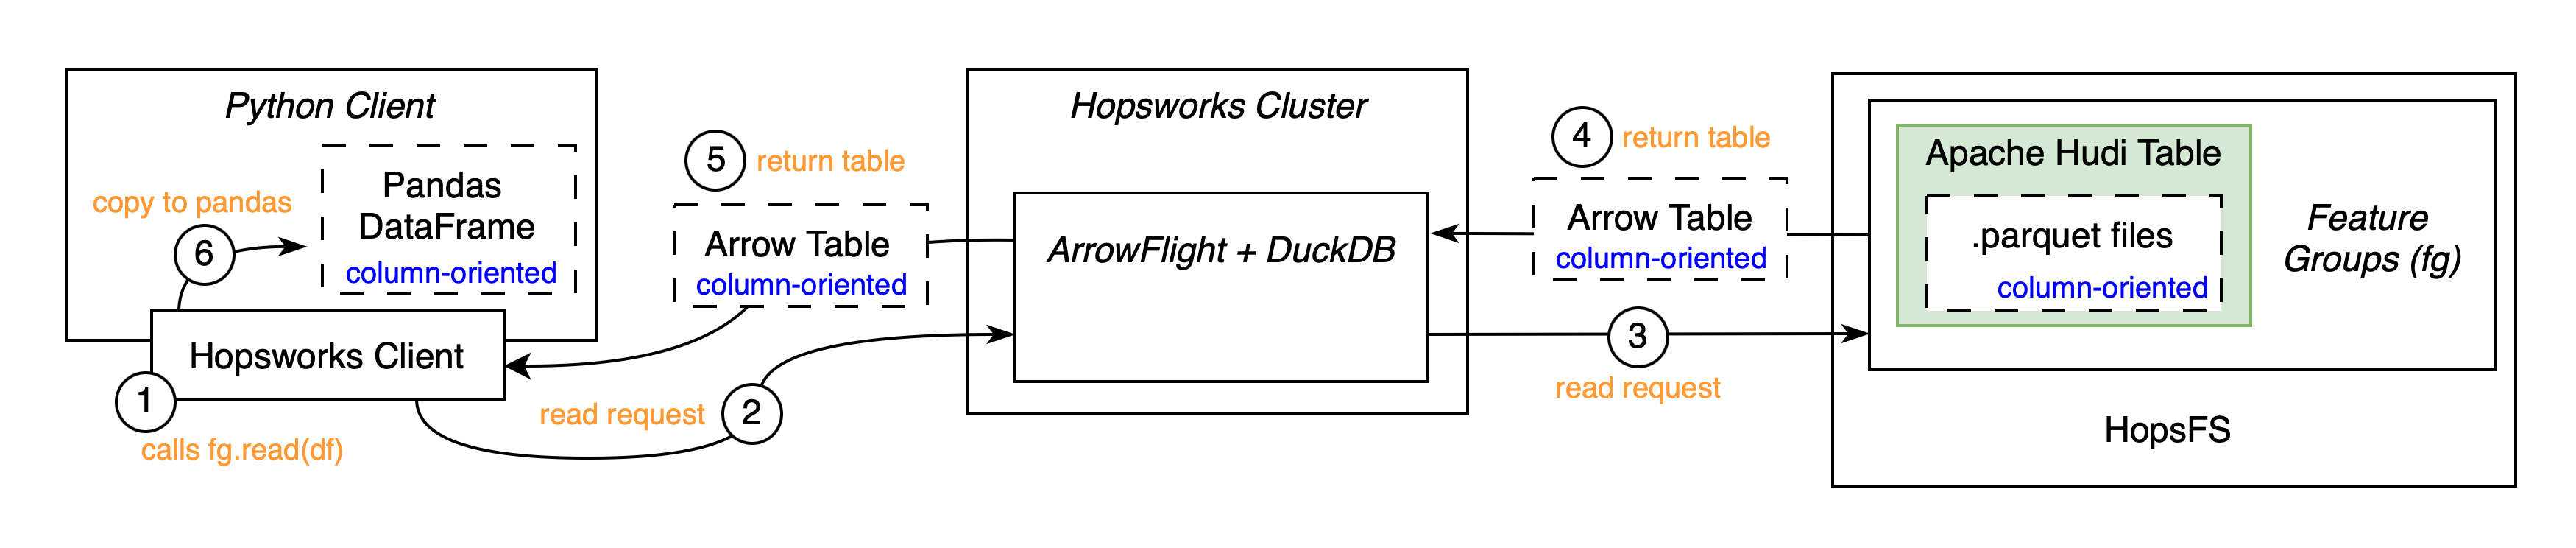 Python Client
Pandas
DataFrame
column-oriented
copy to pandas
6
Hopsworks Client
1
calls fg.read(df)
5
return table
Arrow Table
column-oriented
read request
2
Hopsworks Cluster
ArrowFlight + DuckDB
4
return table
Arrow Table
column-oriented
3
read request
Apache Hudi Table
.parquet files
column-oriented
Feature
Groups (fg)
HopsFS